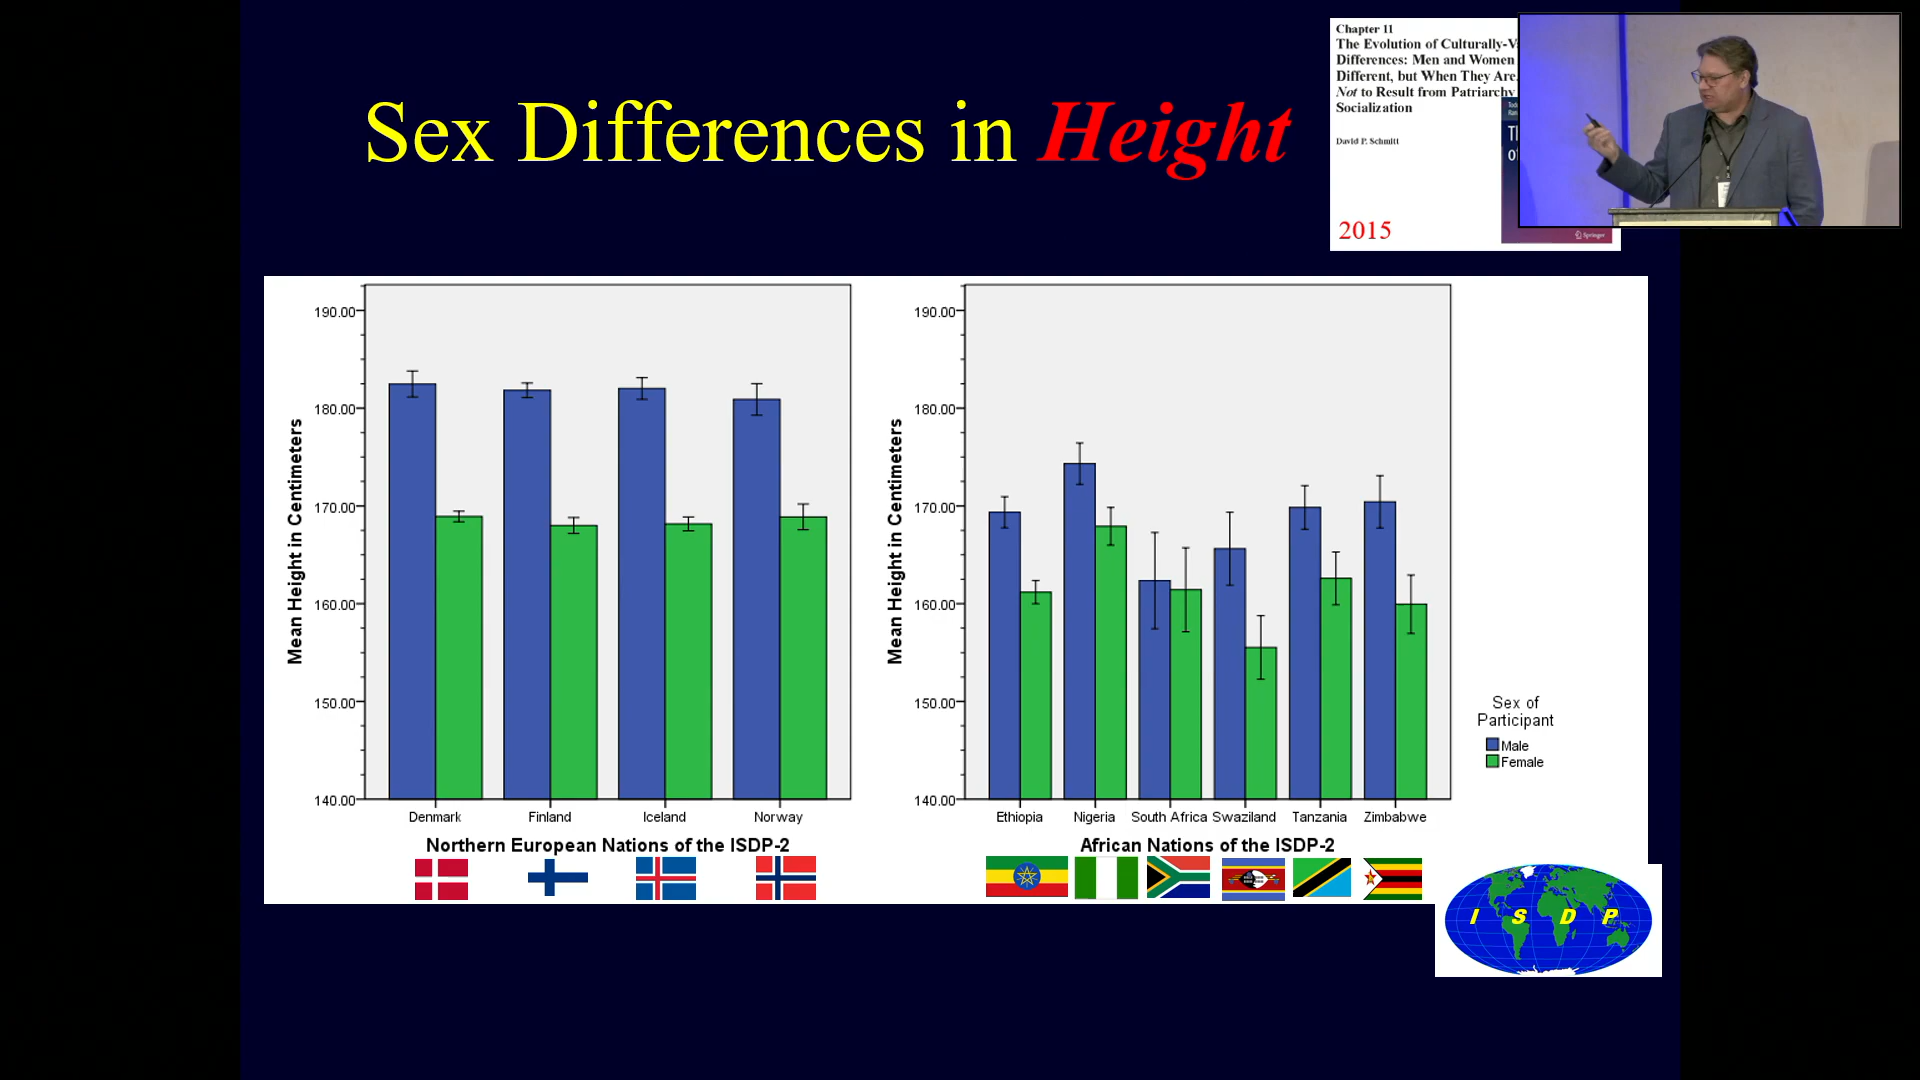 Sex Differences in Height
Chapter 11
The Evolution of Culturally-V
Differences: Men and Women
Different, but When They Are,
Not to Result from Patriarchy
Socialization
David P. Schmitt
2015
Springer
190.00
180.00
170.00
160.00
150.00
140.00
Mean Height in Centimeters
Denmark
Finland
Iceland
Norway
Northern European Nations of the ISDP-2
190.00
180.00
170.00
160.00
150.00
140.00
Mean Height in Centimeters
Ethiopia
Nigeria
South Africa
Swaziland
Tanzania
Zimbabwe
African Nations of the ISDP-2
Sex of
Participant
Male
Female
I S D P